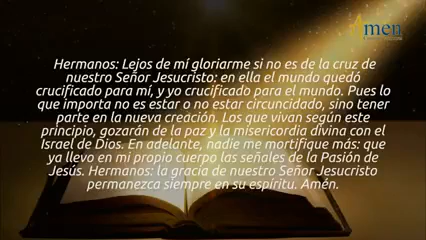 Amen
Hermanos: Lejos de mí gloriarme si no es de la cruz de
nuestro Señor Jesucristo: en ella el mundo quedó
crucificado para mí, y yo crucificado para el mundo. Pues lo
que importa no es estar o no estar circuncidado, sino tener
parte en la nueva creación. Los que vivan según este
principio, gozarán de la paz y la misericordia divina con el
Israel de Dios. En adelante, nadie me mortifique más: que
ya llevo en mi propio cuerpo las señales de la Pasión de
Jesús. Hermanos: la gracia de nuestro Señor Jesucristo
permanezca siempre en su espíritu. Amén.